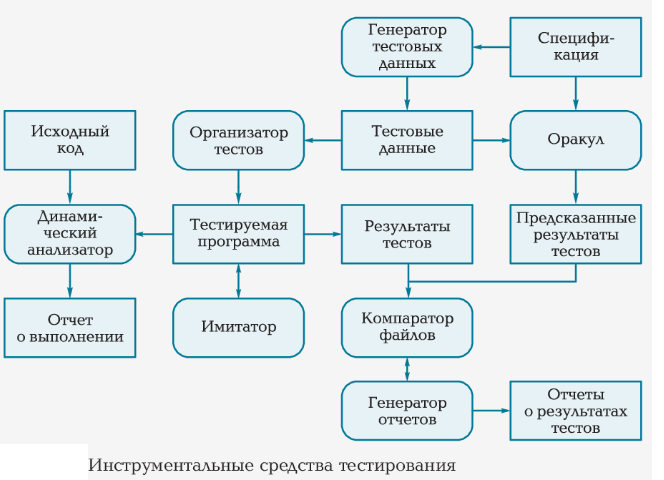 Генератор
тестовых
данных
Специфи-
кация
Исходный
код
Организатор
тестов
Тестовые
данные
Оракул
Динами-
ческий
анализатор
Тестируемая
программа
Результаты
тестов
Предсказанные
результаты
тестов
Отчет
о выполнении
Имитатор
Компаратор
файлов
Генератор
отчетов
Отчеты
о результатах
тестов
Инструментальные средства тестирования